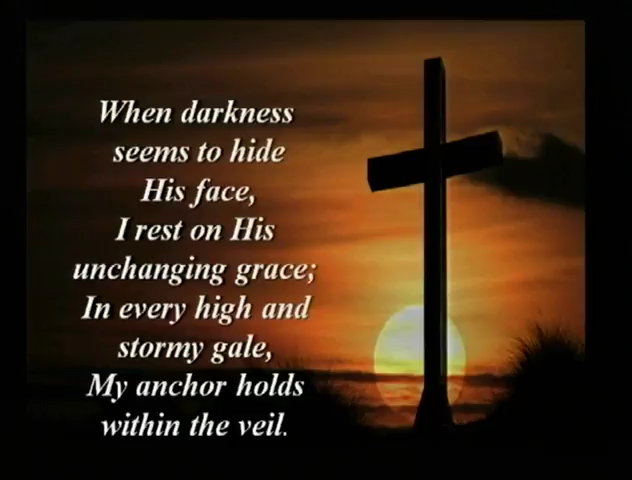 When darkness
seems to hide
His face,
I rest on His
unchanging grace;
In every high and
stormy gale,
My anchor holds
within the veil.